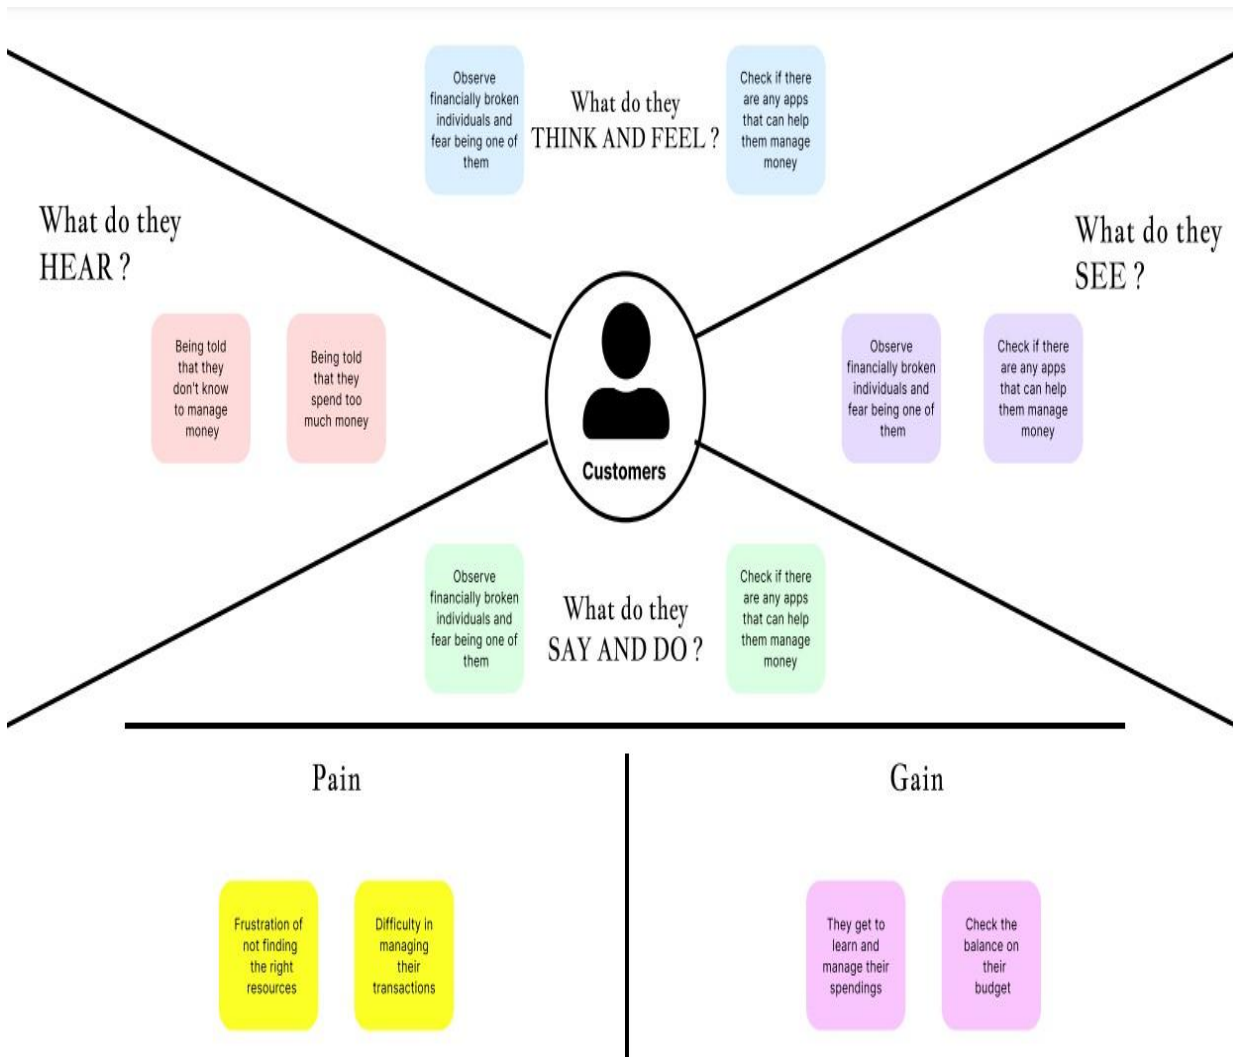 Observe
financially broken
individuals and
fear being one of
them
What do they
THINK AND FEEL ?
Check if there
are any apps
that can help
them manage
money
What do they
HEAR ?
Being told
that they
don't know
to manage
money
Being told
that they
spend too
much money
Customers
What do they
SEE ?
Observe
financially broken
individuals and
fear being one of
them
Check if there
are any apps
that can help
them manage
money
Observe
financially broken
individuals and
fear being one of
them
What do they
SAY AND DO ?
Check if there
are any apps
that can help
them manage
money
Pain
Frustration of
not finding
the right
resources
Difficulty in
managing
their
transactions
Gain
They get to
learn and
manage their
spendings
Check the
balance on
their
budget